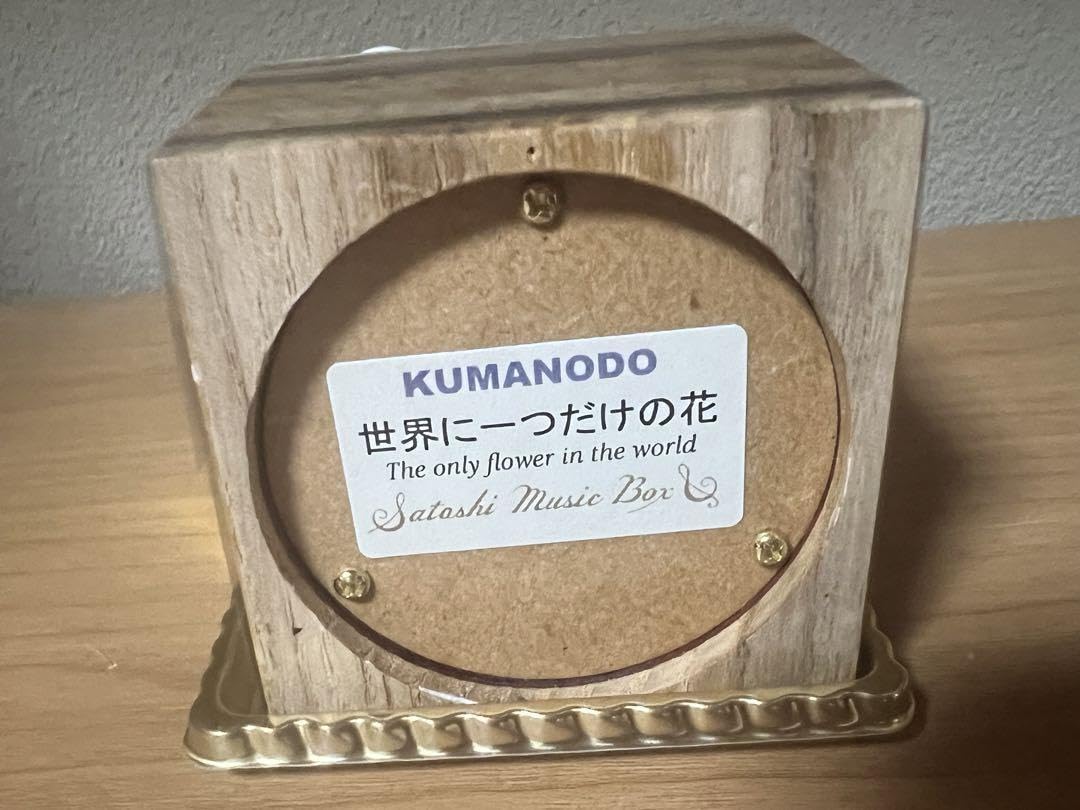 KUMANODO
世界に一つだけの花
The only flower in the world
Satoshi Music Box